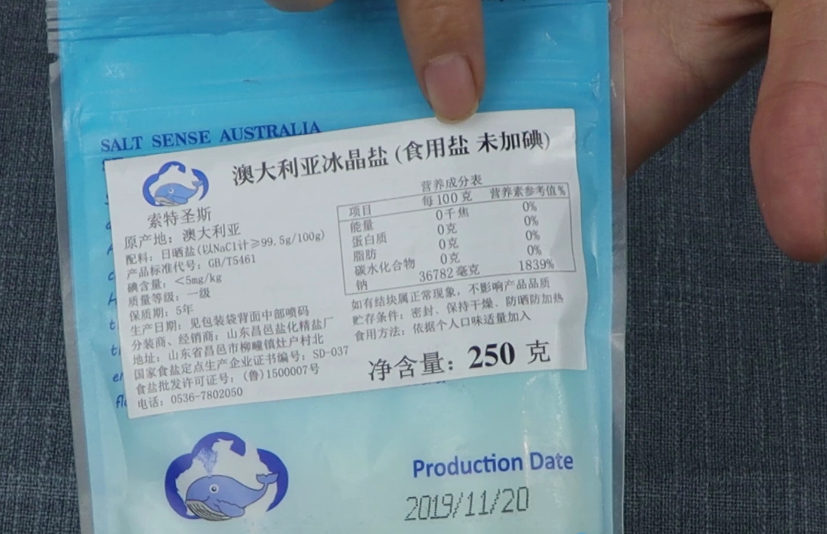 SALT SENSE AUSTRALIA
澳大利亚冰晶盐(食用盐 未加碘)
索特圣斯
原产地：澳大利亚
配料：日晒盐(以NaCl计≥99.5g/100g)
产品标准代号：GB/T5461
碘含量：<5mg/kg
质量等级：一级
保质期：5年
生产日期：见包装袋背面中部喷码
分装商、经销商：山东昌邑盐化精盐厂
地址：山东省昌邑市柳疃镇灶户村北
国家食盐定点生产企业证书编号：SD-037
食盐批发许可证号：(鲁)1500007号
电话：0536-7802050
营养成分表
项目 每100克 营养素参考值%
能量 0千焦 0%
蛋白质 0克 0%
脂肪 0克 0%
碳水化合物 0克 0%
钠 36782毫克 1839%
如有结块属正常现象，不影响产品品质
贮存条件：密封、保持干燥、防晒防加热
食用方法：依据个人口味适量加入
净含量：250 克
Production Date
2019/11/20